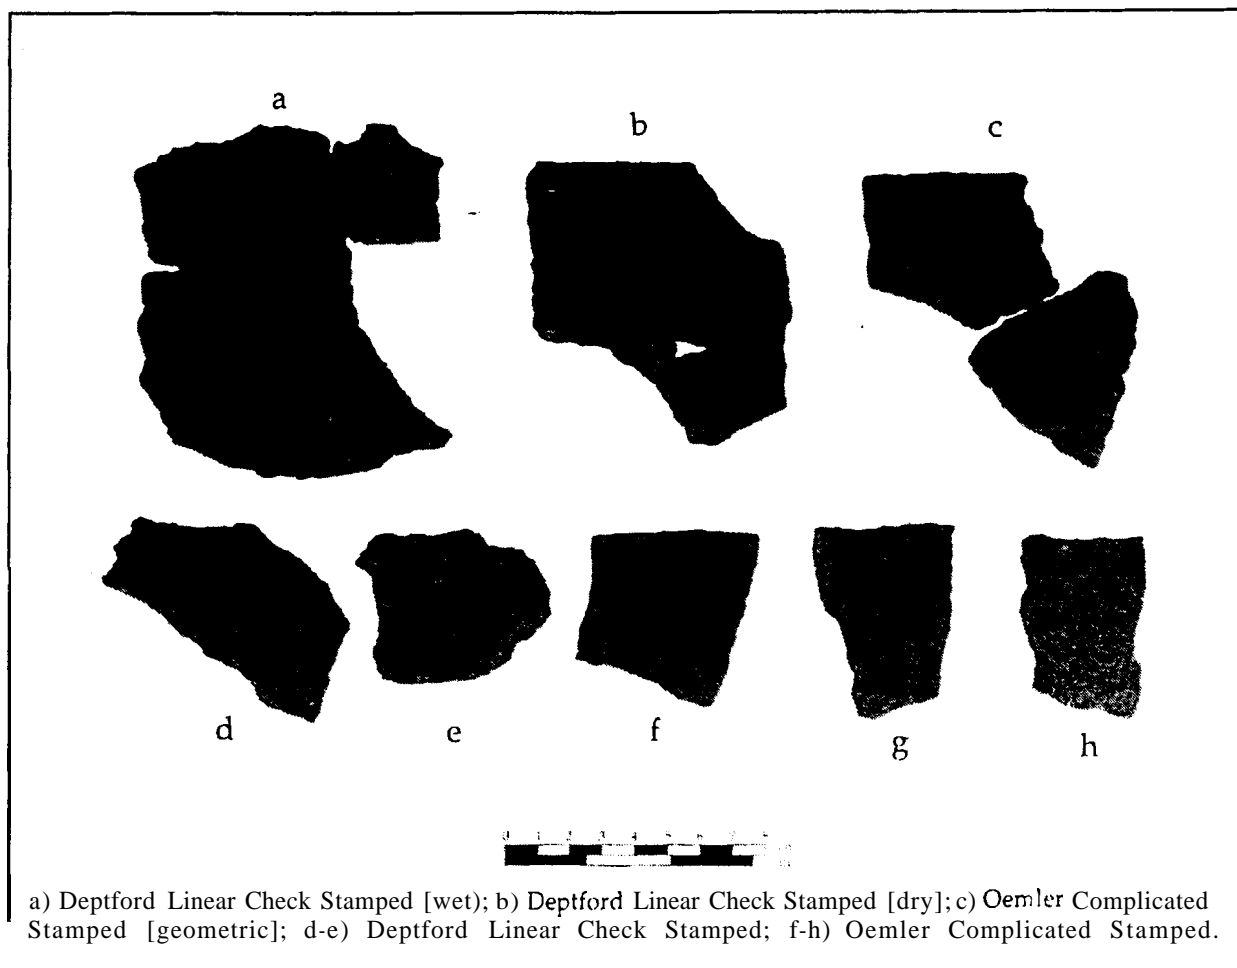 a
b
c
d
e
f
g
h
a) Deptford Linear Check Stamped [wet); b) Deptford Linear Check Stamped [dry]; c) Oemler Complicated
Stamped [geometric]; d-e) Deptford Linear Check Stamped; f-h) Oemler Complicated Stamped.